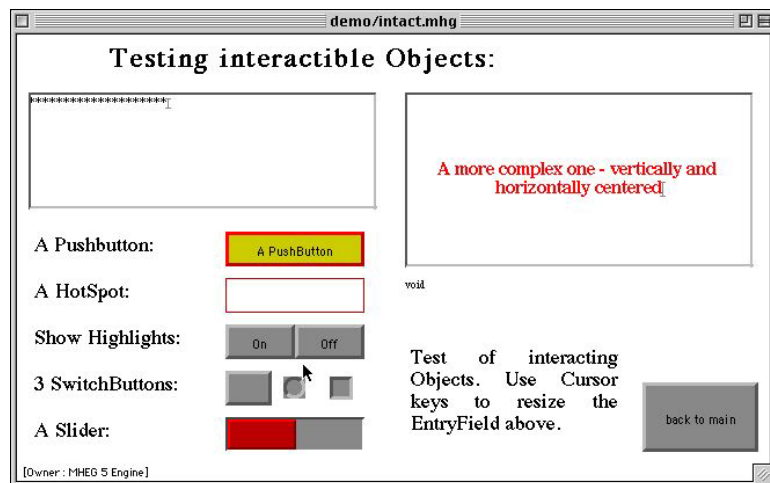 demo/intact.mhg
Testing interactible Objects:
*********************
A more complex one - vertically and
horizontally centered
A Pushbutton:
A PushButton
void
A HotSpot:
Show Highlights:
On
Off
Test of interacting
Objects. Use Cursor
keys to resize the
EntryField above.
3 SwitchButtons:
back to main
A Slider:
[Owner : MHEG 5 Engine]